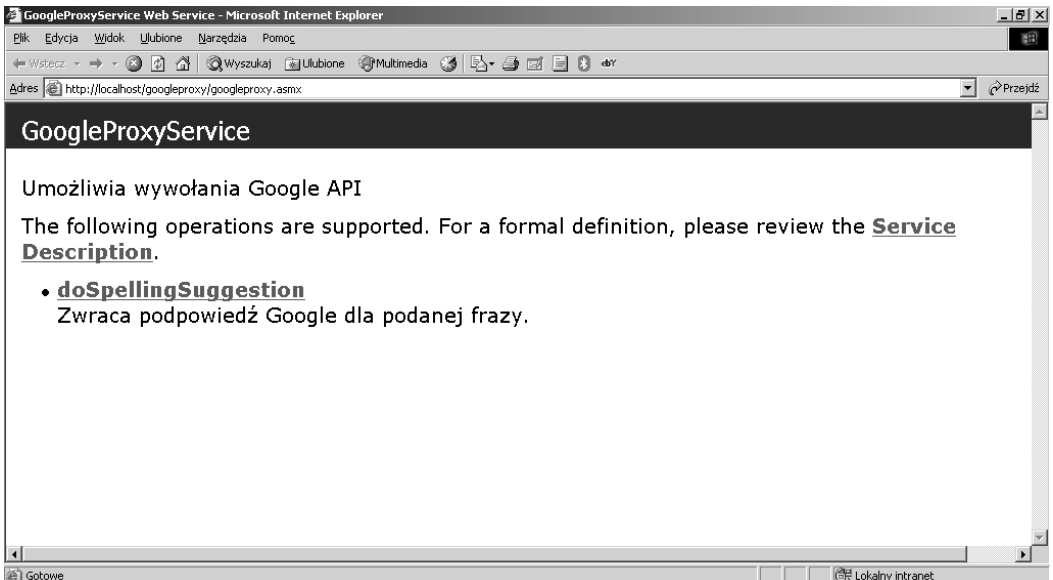 GoogleProxyService Web Service - Microsoft Internet Explorer
Plik Edycja Widok Ulubione Narzędzia Pomoc
Wstecz Wyszukaj Ulubione Multimedia
Adres http://localhost/googleproxy/googleproxy.asmx Przejdź
GoogleProxyService
Umożliwia wywołania Google API
The following operations are supported. For a formal definition, please review the Service
Description.
• doSpellingSuggestion
Zwraca podpowiedź Google dla podanej frazy.
Gotowe Lokalny intranet